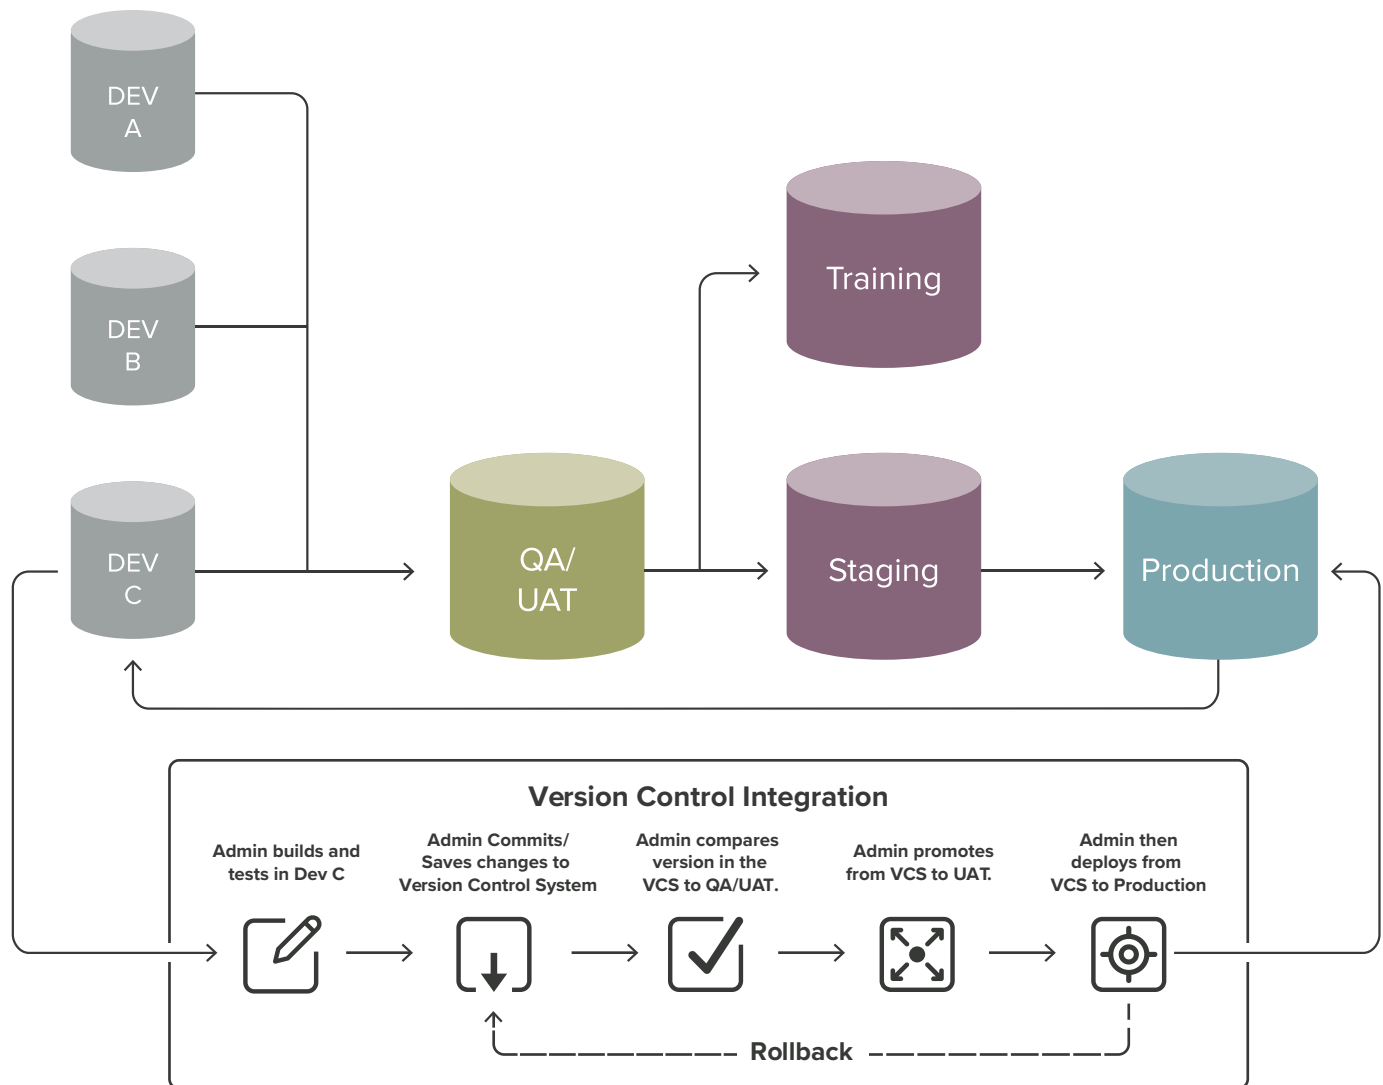 DEV
A
DEV
B
DEV
C
QA/
UAT
Training
Staging
Production
Version Control Integration
Admin builds and
tests in Dev C
Admin Commits/
Saves changes to
Version Control System
Admin compares
version in the
VCS to QA/UAT.
Admin promotes
from VCS to UAT.
Admin then
deploys from
VCS to Production
Rollback